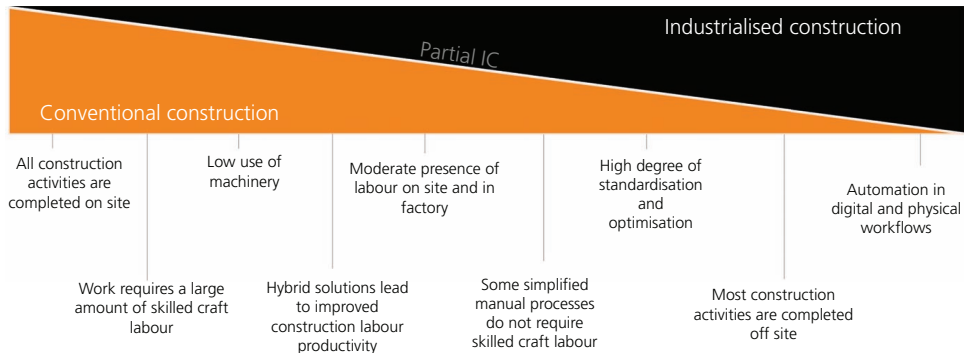 Industrialised construction
Partial IC
Conventional construction
All construction
activities are
completed on site
Work requires a large
amount of skilled craft
labour
Low use of
machinery
Hybrid solutions lead
to improved
construction labour
productivity
Moderate presence of
labour on site and in
factory
Some simplified
manual processes
do not require
skilled craft labour
High degree of
standardisation
and
optimisation
Most construction
activities are completed
off site
Automation in
digital and physical
workflows